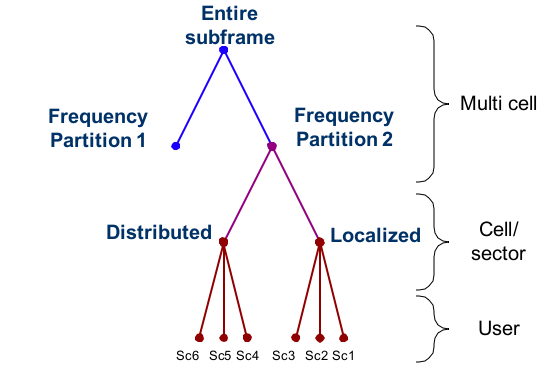 Entire
subframe
Frequency
Partition 1
Frequency
Partition 2
Multi cell
Distributed
Localized
Cell/
sector
User
Sc6 Sc5 Sc4 Sc3 Sc2 Sc1